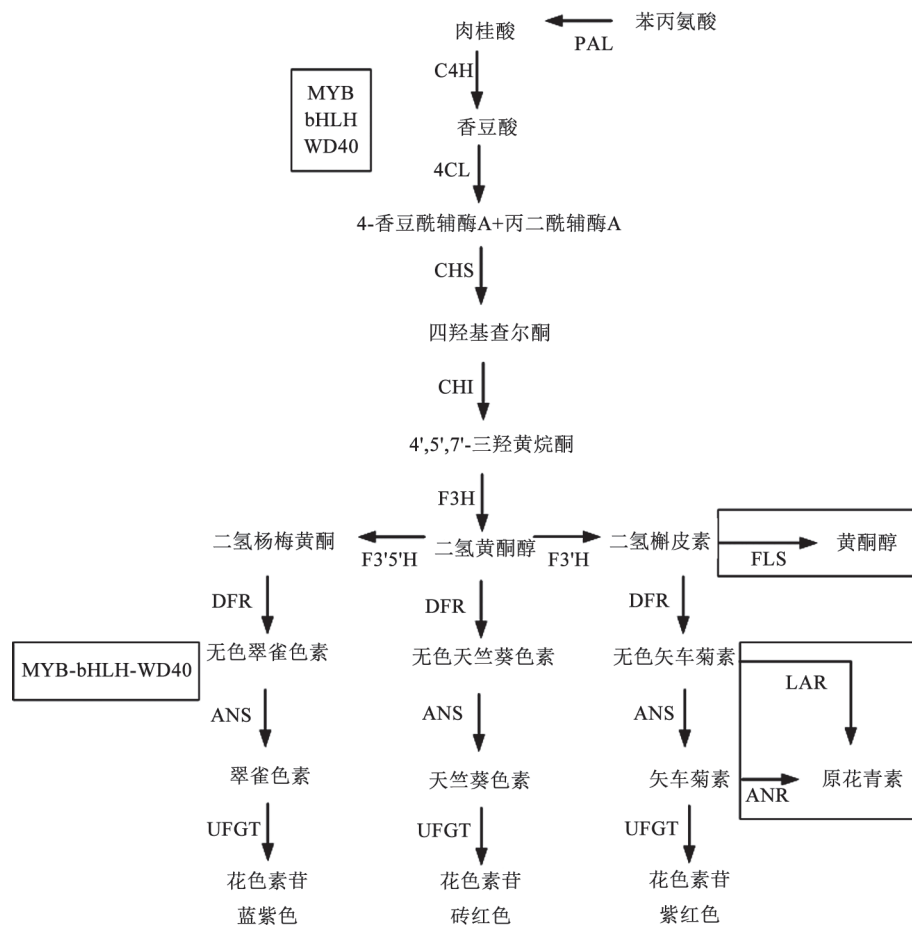 肉桂酸
苯丙氨酸
PAL
C4H
MYB
bHLH
WD40
香豆酸
4CL
4-香豆酰辅酶A+丙二酰辅酶A
CHS
四羟基查尔酮
CHI
4',5',7'-三羟黄烷酮
F3H
二氢杨梅黄酮
F3'5'H
二氢黄酮醇
F3'H
二氢槲皮素
FLS
黄酮醇
DFR
DFR
DFR
MYB-bHLH-WD40
无色翠雀色素
无色天竺葵色素
无色矢车菊素
LAR
ANS
ANS
ANS
翠雀色素
天竺葵色素
矢车菊素
ANR
原花青素
UFGT
UFGT
UFGT
花色素苷
花色素苷
花色素苷
蓝紫色
砖红色
紫红色